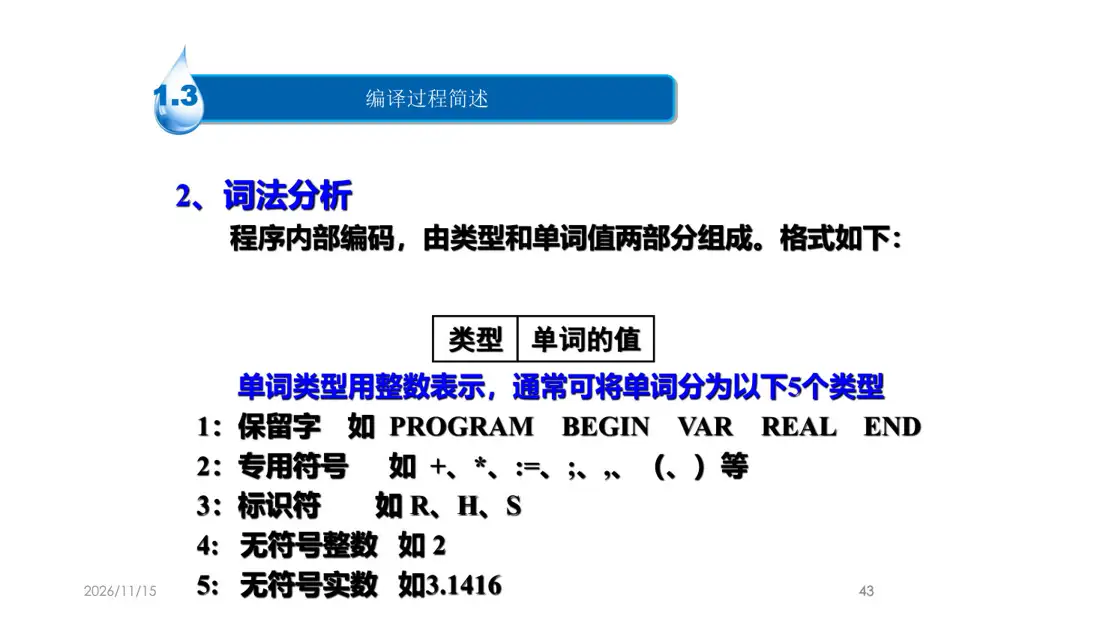 1.3 编译过程简述
2、词法分析
程序内部编码，由类型和单词值两部分组成。格式如下：
类型 单词的值
单词类型用整数表示，通常可将单词分为以下5个类型
1：保留字 如 PROGRAM BEGIN VAR REAL END
2：专用符号 如 +、*、:=、;、,、（、）等
3：标识符 如 R、H、S
4: 无符号整数 如 2
5: 无符号实数 如3.1416
2026/11/15 43